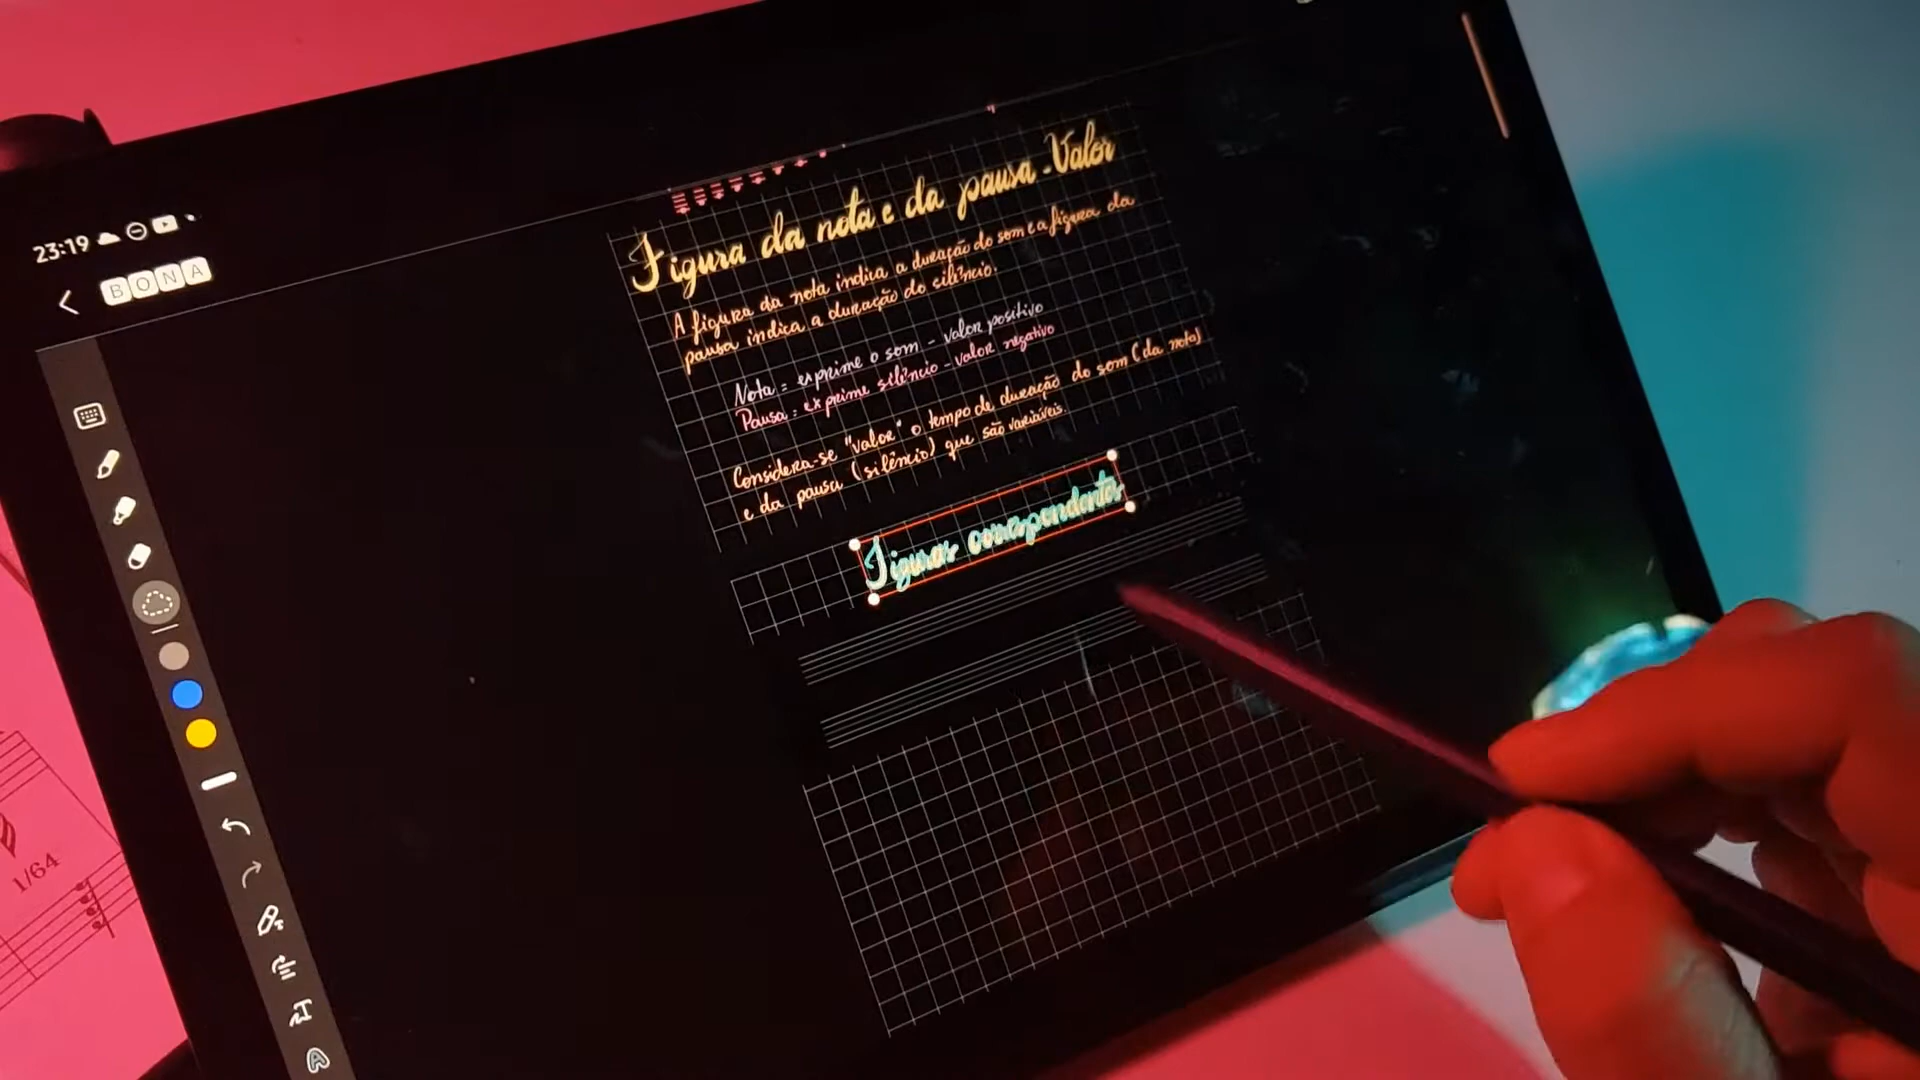 23:19
BONA
Figura da nota e da pausa - Valor
A figura da nota indica a duração do som e a figura da
pausa indica a duração do silêncio.
Nota = exprime o som - valor positivo
Pausa = exprime silêncio - valor negativo
Considera-se "valor" o tempo de duração do som (da nota)
e da pausa (silêncio) que são variáveis.
Figuras correspondentes
1/64